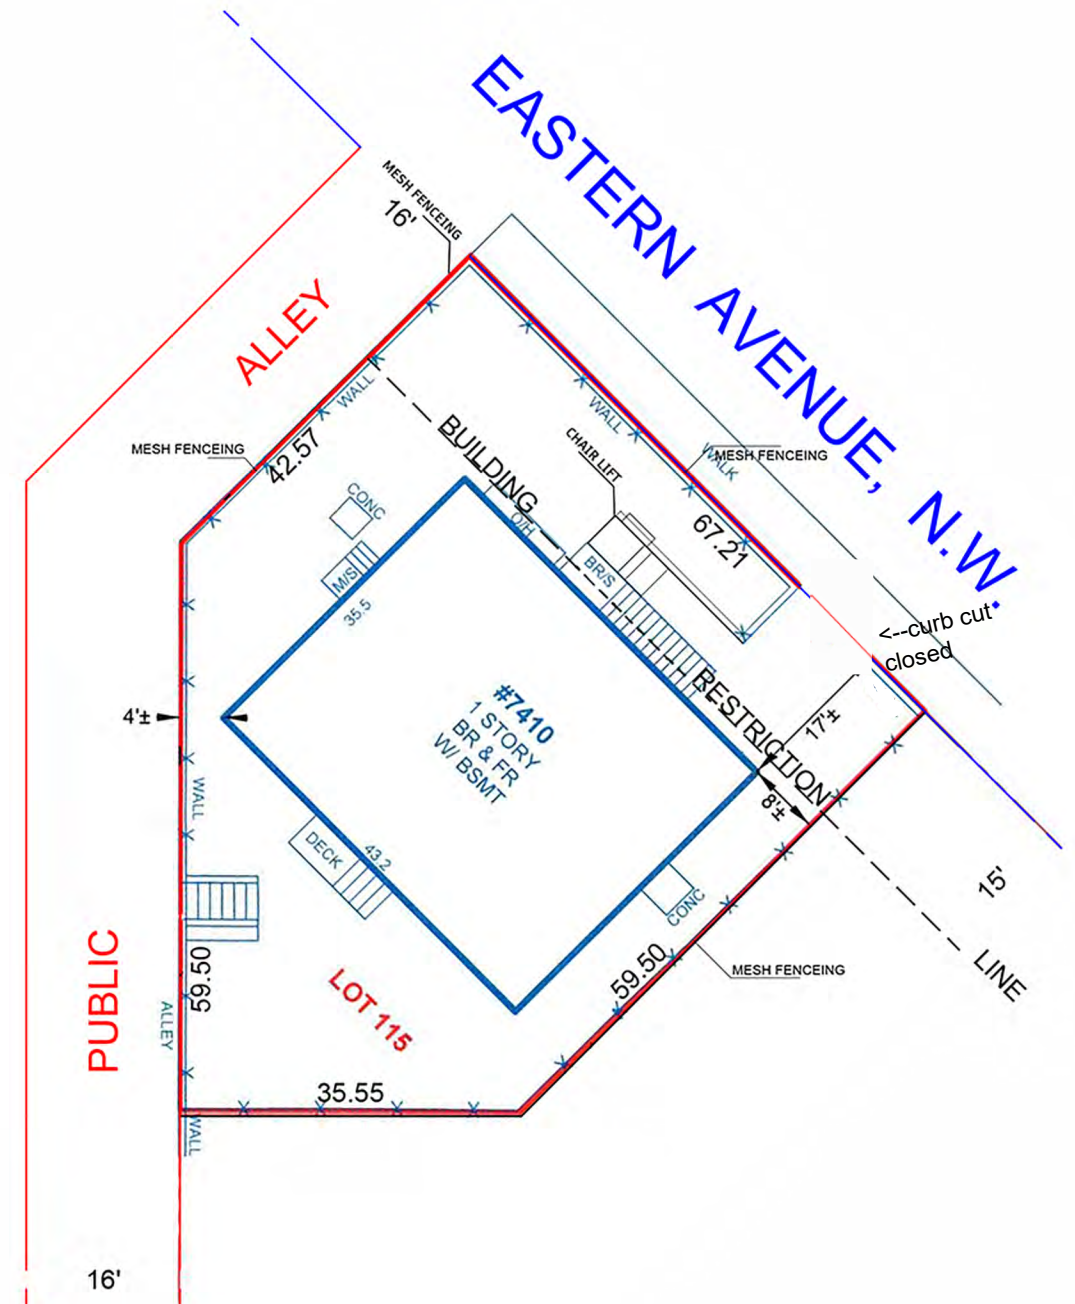 EASTERN AVENUE, N.W.
MESH FENCEING
16'
ALLEY
WALL
MESH FENCEING
42.57
BUILDING
WALL
CHAIR LIFT
WALK
MESH FENCEING
67.21
CONC
O/H
M/S
35.5
BR/S
<--curb cut
closed
4'±
#7410
1 STORY
BR & FR
W/ BSMT
RESTRICTION
17'±
8'±
WALL
DECK
43.2
CONC
15'
LINE
PUBLIC
59.50
ALLEY
LOT 115
59.50
MESH FENCEING
35.55
WALL
16'